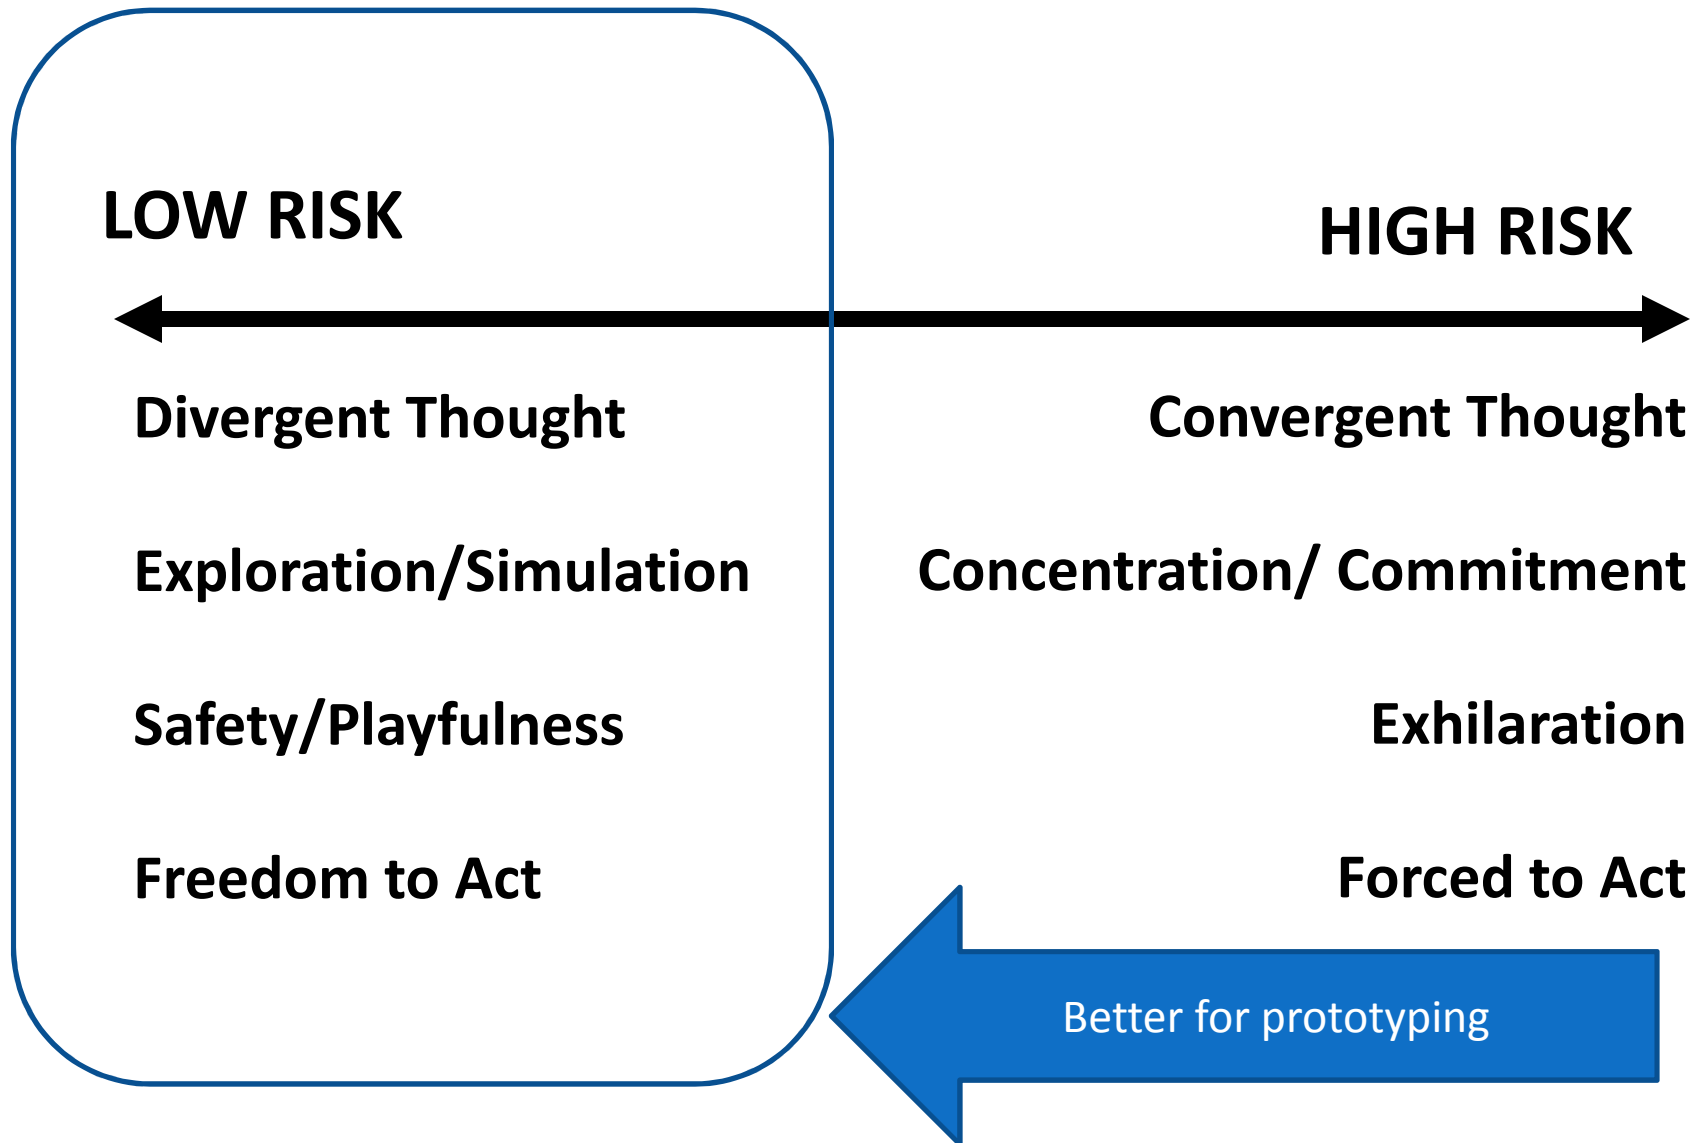 LOW RISK
HIGH RISK
Divergent Thought
Convergent Thought
Exploration/Simulation
Concentration/ Commitment
Safety/Playfulness
Exhilaration
Freedom to Act
Forced to Act
Better for prototyping